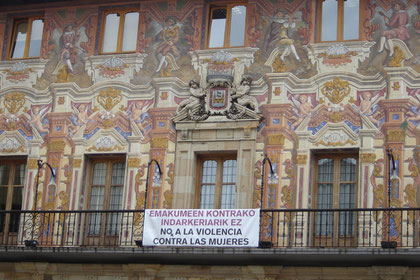 EMAKUMEEN KONTRAKO
INDARKERIARIK EZ
NO A LA VIOLENCIA
CONTRA LAS MUJERES